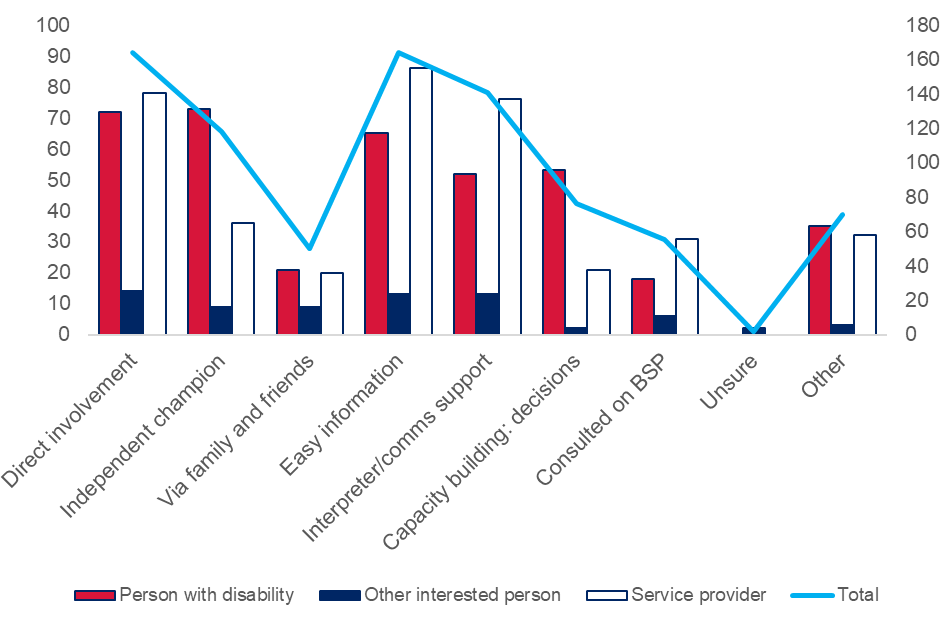 100
90
80
70
60
50
40
30
20
10
0
180
160
140
120
100
80
60
40
20
0
Direct involvement
Independent champion
Via family and friends
Easy information
Interpreter/comms support
Capacity building: decisions
Consulted on BSP
Unsure
Other
Person with disability
Other interested person
Service provider
Total